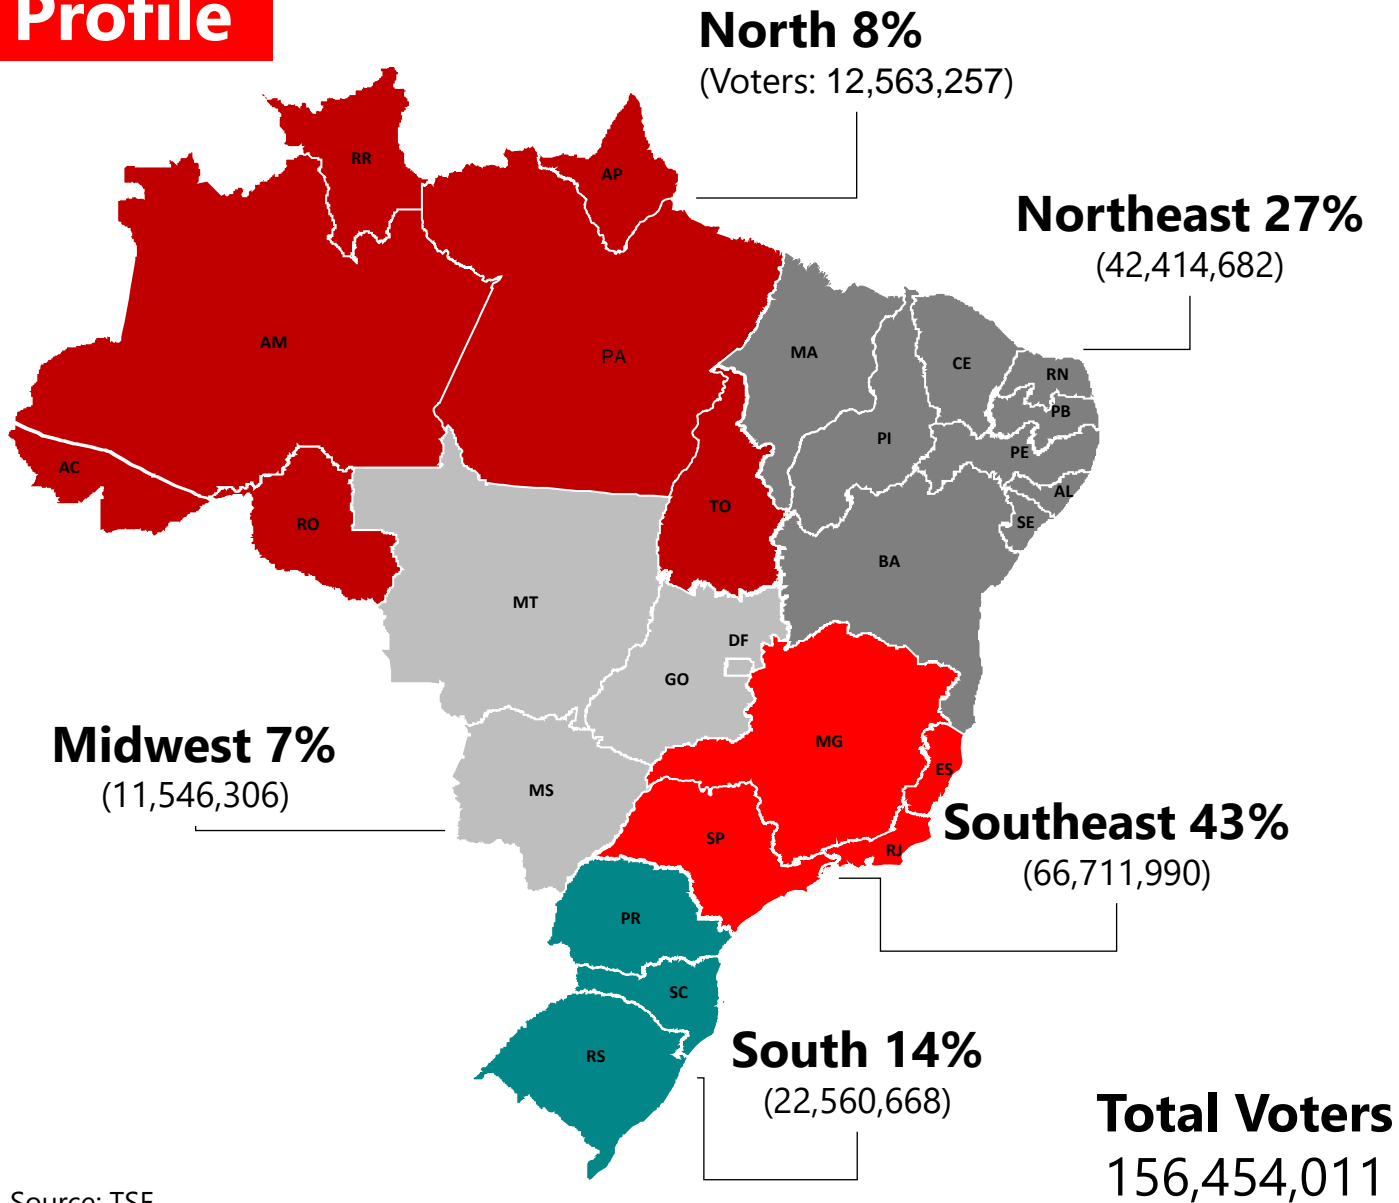 Profile
North 8%
(Voters: 12,563,257)
RR
AP
Northeast 27%
(42,414,682)
AM
PA
MA
CE
RN
PB
PI
PE
AC
AL
TO
SE
RO
BA
MT
DF
GO
Midwest 7%
(11,546,306)
MG
ES
MS
Southeast 43%
(66,711,990)
SP
RJ
PR
SC
South 14%
(22,560,668)
RS
Total Voters
156,454,011
Source: TSE